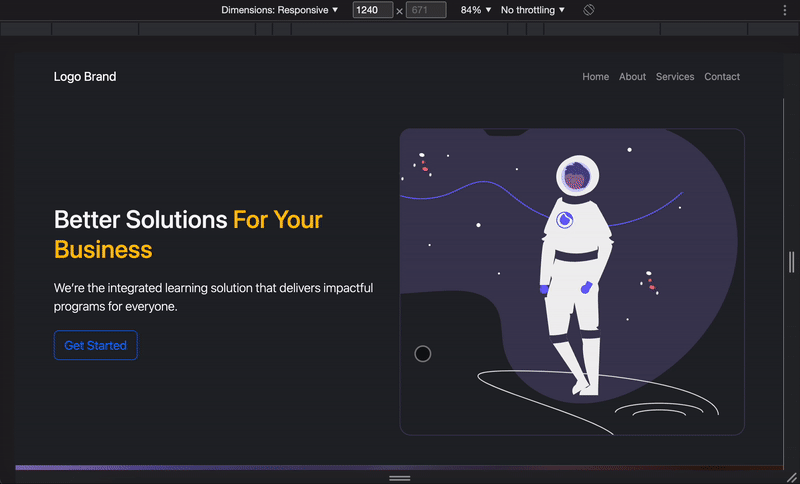 Dimensions: Responsive ▼ 1240 × 671 84% ▼ No throttling ▼
Logo Brand Home About Services Contact
Better Solutions For Your
Business
We're the integrated learning solution that delivers impactful
programs for everyone.
Get Started